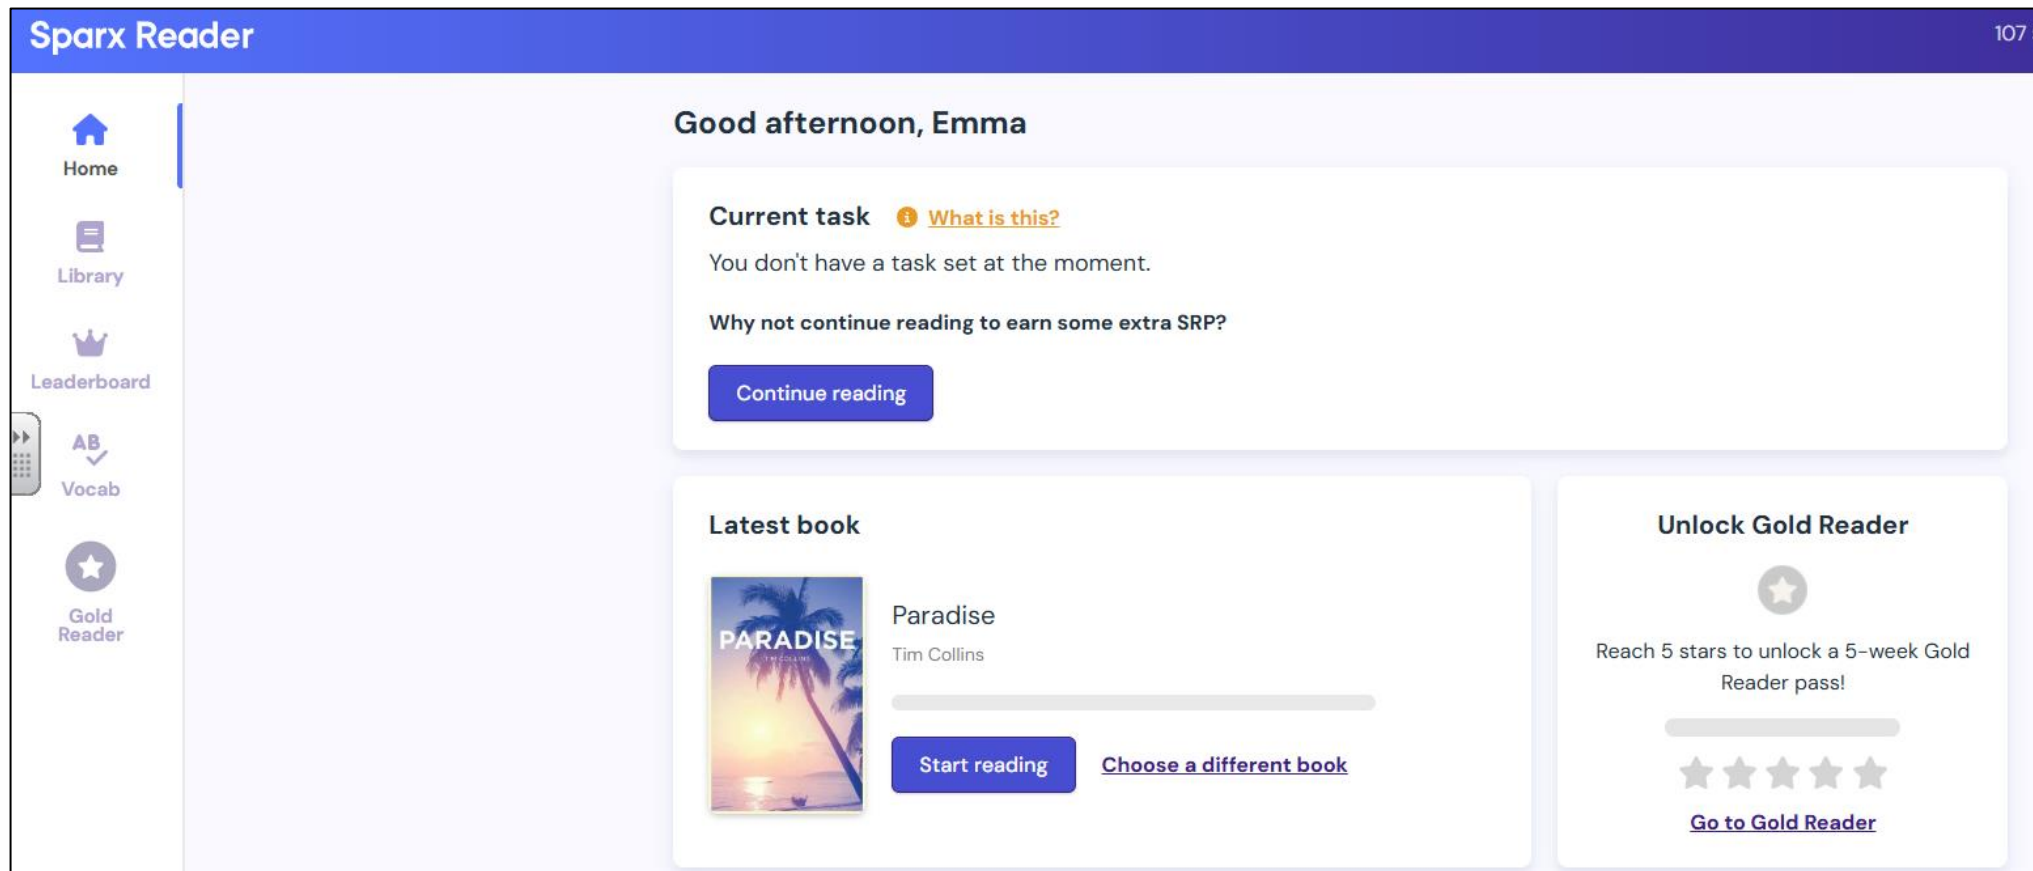 Sparx Reader
107
Home
Library
Leaderboard
AB
Vocab
Gold
Reader
Good afternoon, Emma
Current task What is this?
You don't have a task set at the moment.
Why not continue reading to earn some extra SRP?
Continue reading
Latest book
PARADISE
TIM COLLINS
Paradise
Tim Collins
Start reading Choose a different book
Unlock Gold Reader
Reach 5 stars to unlock a 5-week Gold
Reader pass!
Go to Gold Reader